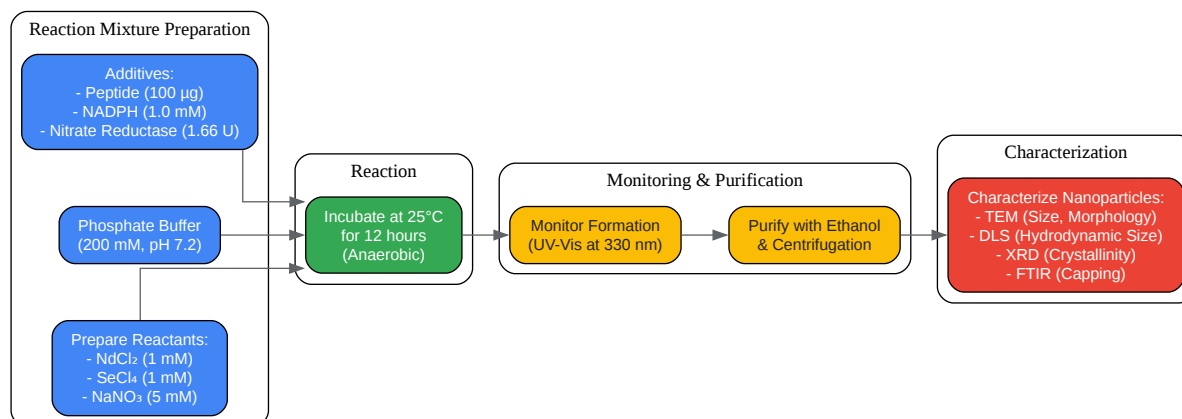 Reaction Mixture Preparation
Additives:
- Peptide (100 µg)
- NADPH (1.0 mM)
- Nitrate Reductase (1.66 U)
Phosphate Buffer
(200 mM, pH 7.2)
Prepare Reactants:
- NdCl₂ (1 mM)
- SeCl₄ (1 mM)
- NaNO₃ (5 mM)
Reaction
Incubate at 25°C
for 12 hours
(Anaerobic)
Monitoring & Purification
Monitor Formation
(UV-Vis at 330 nm)
Purify with Ethanol
& Centrifugation
Characterization
Characterize Nanoparticles:
- TEM (Size, Morphology)
- DLS (Hydrodynamic Size)
- XRD (Crystallinity)
- FTIR (Capping)